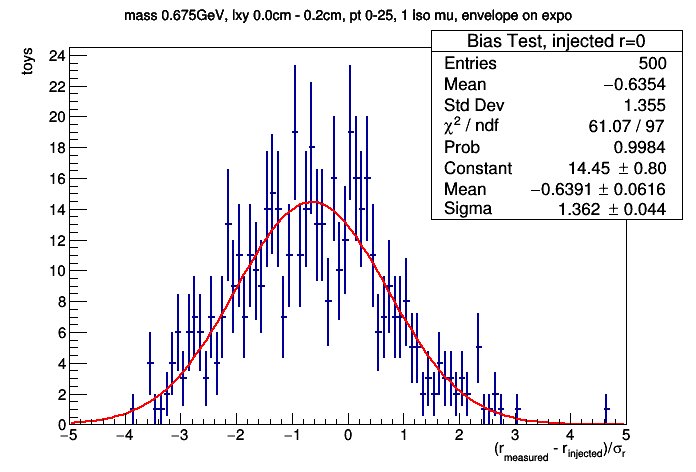 mass 0.675GeV, lxy 0.0cm - 0.2cm, pt 0-25, 1 Iso mu, envelope on expo
Bias Test, injected r=0
Entries 500
Mean −0.6354
Std Dev 1.355
χ² / ndf 61.07 / 97
Prob 0.9984
Constant 14.45 ± 0.80
Mean −0.6391 ± 0.0616
Sigma 1.362 ± 0.044
toys
24
22
20
18
16
14
12
10
8
6
4
2
0
−5 −4 −3 −2 −1 0 1 2 3 4 5
(r_measured - r_injected)/σ_r